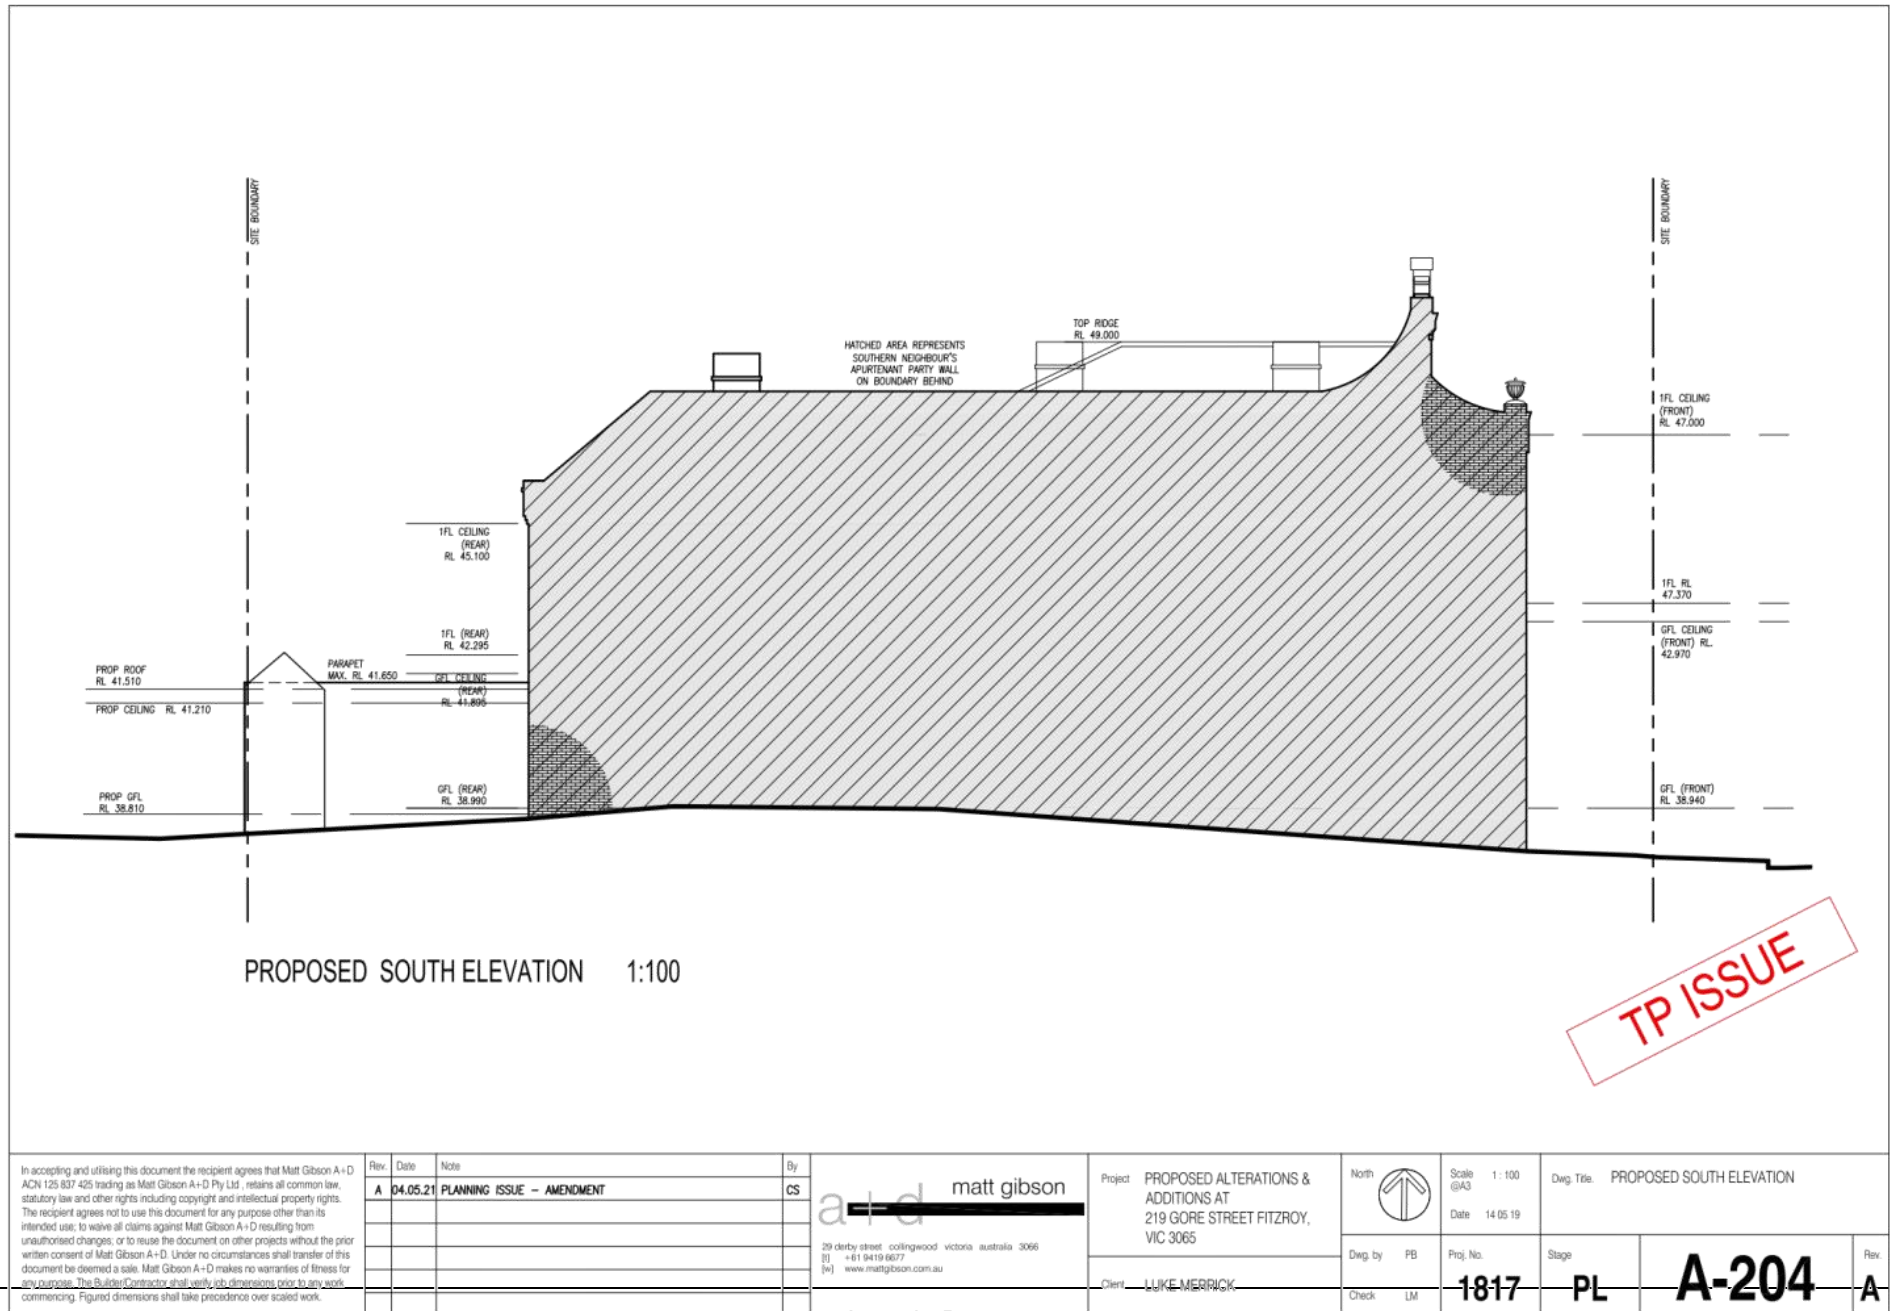 SITE BOUNDARY
SITE BOUNDARY
TOP RIDGE
RL 49.000
HATCHED AREA REPRESENTS
SOUTHERN NEIGHBOUR'S
APURTENANT PARTY WALL
ON BOUNDARY BEHIND
1FL CEILING
(FRONT)
RL 47.000
1FL CEILING
(REAR)
RL 45.100
1FL RL
47.370
GFL CEILING
(FRONT) RL.
42.970
1FL (REAR)
RL 42.295
PROP ROOF
RL 41.510
PARAPET
MAX. RL 41.650
GFL CEILING
(REAR)
RL 41.895
PROP CEILING RL 41.210
PROP GFL
RL 38.810
GFL (REAR)
RL 38.990
GFL (FRONT)
RL 38.940
PROPOSED SOUTH ELEVATION 1:100
TP ISSUE
In accepting and utilising this document the recipient agrees that Matt Gibson A+D
ACN 125 837 425 trading as Matt Gibson A+D Pty Ltd , retains all common law,
statutory law and other rights including copyright and intellectual property rights.
The recipient agrees not to use this document for any purpose other than its
intended use; to waive all claims against Matt Gibson A+D resulting from
unauthorised changes; or to reuse the document on other projects without the prior
written consent of Matt Gibson A+D. Under no circumstances shall transfer of this
document be deemed a sale. Matt Gibson A+D makes no warranties of fitness for
any purpose. The Builder/Contractor shall verify job dimensions prior to any work
commencing. Figured dimensions shall take precedence over scaled work.
Rev. Date Note By
A 04.05.21 PLANNING ISSUE - AMENDMENT CS
a+d matt gibson
29 derby street collingwood victoria australia 3066
[t] +61 9419 6677
[w] www.mattgibson.com.au
Project PROPOSED ALTERATIONS &
ADDITIONS AT
219 GORE STREET FITZROY,
VIC 3065
Client LUKE MERRICK
North
Scale 1 : 100
@A3
Date 14 05 19
Dwg. Title. PROPOSED SOUTH ELEVATION
Dwg. by PB
Check LM
Proj. No.
1817
Stage
PL
A-204
Rev.
A